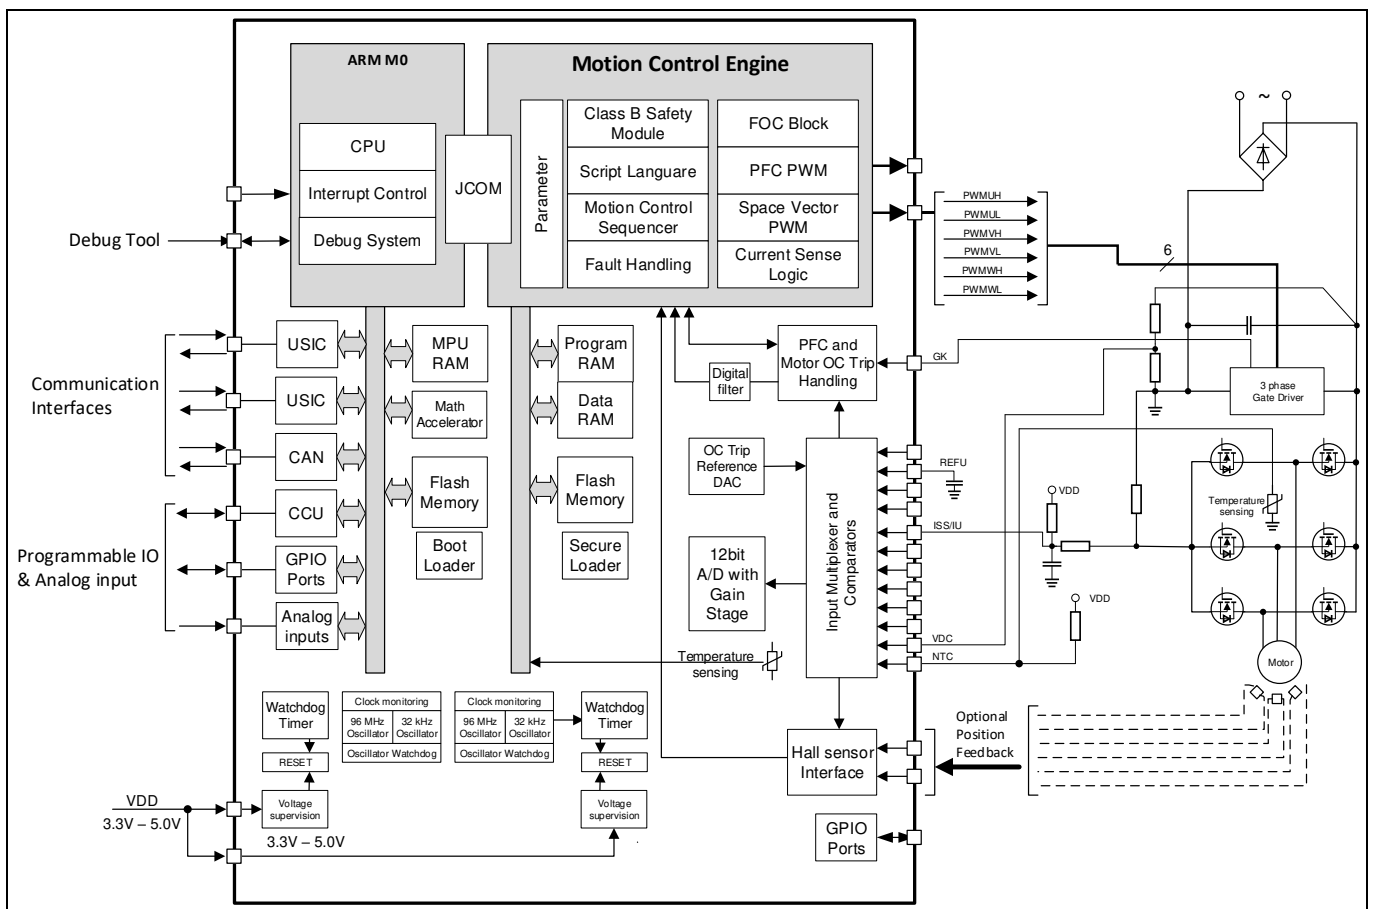 ARM M0
CPU
Interrupt Control
Debug System
JCOM
Motion Control Engine
Parameter
Class B Safety
Module
Script Languare
Motion Control
Sequencer
Fault Handling
FOC Block
PFC PWM
Space Vector
PWM
Current Sense
Logic
Debug Tool
Communication
Interfaces
Programmable IO
& Analog input
USIC
USIC
CAN
CCU
GPIO
Ports
Analog
inputs
MPU
RAM
Math
Accelerator
Flash
Memory
Boot
Loader
Program
RAM
Data
RAM
Flash
Memory
Secure
Loader
PFC and
Motor OC Trip
Handling
Digital
filter
OC Trip
Reference
DAC
12bit
A/D with
Gain
Stage
Input Multiplexer and
Comparators
Temperature
sensing
Hall sensor
Interface
GPIO
Ports
Watchdog
Timer
RESET
Voltage
supervision
Clock monitoring
96 MHz
Oscillator
32 kHz
Oscillator
Oscillator Watchdog
Clock monitoring
96 MHz
Oscillator
32 kHz
Oscillator
Oscillator Watchdog
Watchdog
Timer
RESET
Voltage
supervision
VDD
3.3V – 5.0V
3.3V – 5.0V
PWMUH
PWMUL
PWMVH
PWMVL
PWMWH
PWMWL
6
~
GK
3 phase
Gate Driver
REFU
ISS/IU
VDC
NTC
VDD
VDD
Temperature
sensing
Motor
Optional
Position
Feedback